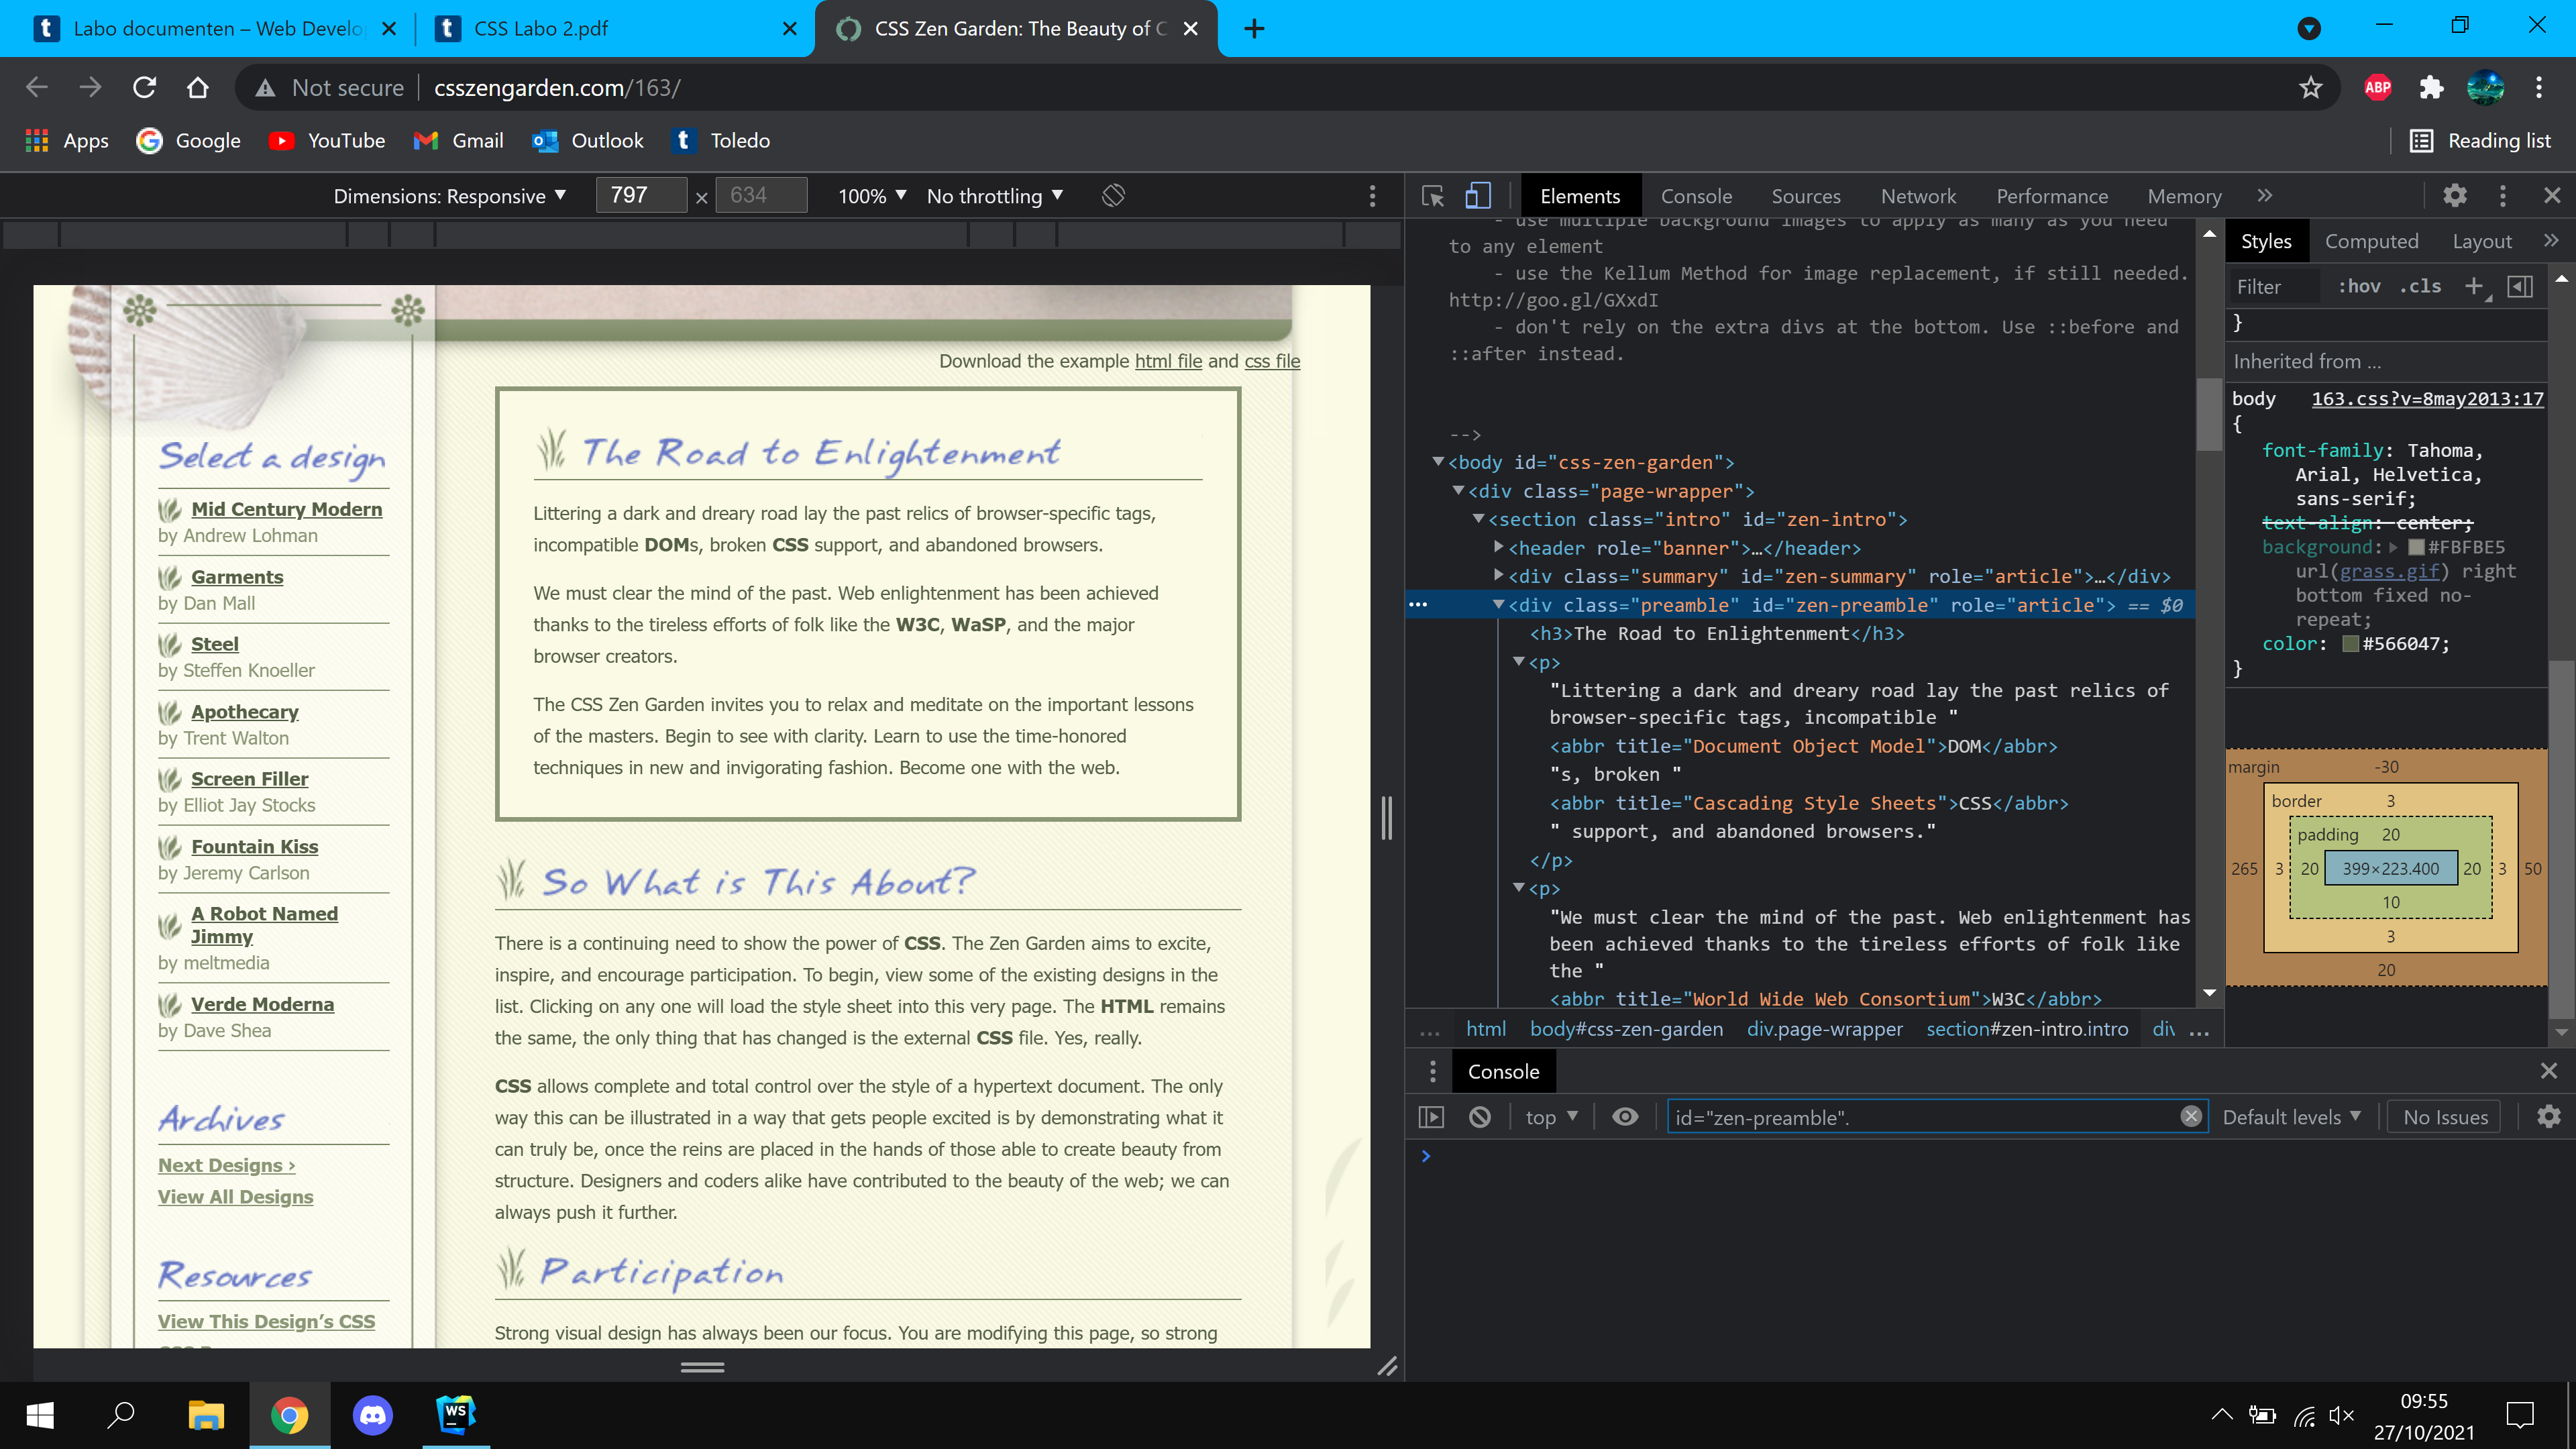 Labo documenten – Web Develo
CSS Labo 2.pdf
CSS Zen Garden: The Beauty of C
Not secure
csszengarden.com/163/
ABP
Apps
Google
YouTube
Gmail
Outlook
Toledo
Reading list
Dimensions: Responsive
797 × 634
100%
No throttling
Download the example html file and css file
Select a design
Mid Century Modern
by Andrew Lohman
Garments
by Dan Mall
Steel
by Steffen Knoeller
Apothecary
by Trent Walton
Screen Filler
by Elliot Jay Stocks
Fountain Kiss
by Jeremy Carlson
A Robot Named
Jimmy
by meltmedia
Verde Moderna
by Dave Shea
Archives
Next Designs ›
View All Designs
Resources
View This Design’s CSS
The Road to Enlightenment
Littering a dark and dreary road lay the past relics of browser-specific tags,
incompatible DOMs, broken CSS support, and abandoned browsers.
We must clear the mind of the past. Web enlightenment has been achieved
thanks to the tireless efforts of folk like the W3C, WaSP, and the major
browser creators.
The CSS Zen Garden invites you to relax and meditate on the important lessons
of the masters. Begin to see with clarity. Learn to use the time-honored
techniques in new and invigorating fashion. Become one with the web.
So What is This About?
There is a continuing need to show the power of CSS. The Zen Garden aims to excite,
inspire, and encourage participation. To begin, view some of the existing designs in the
list. Clicking on any one will load the style sheet into this very page. The HTML remains
the same, the only thing that has changed is the external CSS file. Yes, really.
CSS allows complete and total control over the style of a hypertext document. The only
way this can be illustrated in a way that gets people excited is by demonstrating what it
can truly be, once the reins are placed in the hands of those able to create beauty from
structure. Designers and coders alike have contributed to the beauty of the web; we can
always push it further.
Participation
Strong visual design has always been our focus. You are modifying this page, so strong
Elements
Console
Sources
Network
Performance
Memory
- use multiple background images to apply as many as you need
to any element
- use the Kellum Method for image replacement, if still needed.
http://goo.gl/GXxdI
- don't rely on the extra divs at the bottom. Use ::before and
::after instead.
-->
<body id="css-zen-garden">
<div class="page-wrapper">
<section class="intro" id="zen-intro">
<header role="banner">…</header>
<div class="summary" id="zen-summary" role="article">…</div>
<div class="preamble" id="zen-preamble" role="article"> == $0
<h3>The Road to Enlightenment</h3>
<p>
"Littering a dark and dreary road lay the past relics of
browser-specific tags, incompatible "
<abbr title="Document Object Model">DOM</abbr>
"s, broken "
<abbr title="Cascading Style Sheets">CSS</abbr>
" support, and abandoned browsers."
</p>
<p>
"We must clear the mind of the past. Web enlightenment has
been achieved thanks to the tireless efforts of folk like
the "
<abbr title="World Wide Web Consortium">W3C</abbr>
... html body#css-zen-garden div.page-wrapper section#zen-intro.intro div ...
Styles
Computed
Layout
Filter
:hov .cls
}
Inherited from ...
body 163.css?v=8may2013:17
{
font-family: Tahoma,
Arial, Helvetica,
sans-serif;
text-align: center;
background: #FBFBE5
url(grass.gif) right
bottom fixed no-
repeat;
color: #566047;
}
margin -30
border 3
padding 20
265 3 20 399×223.400 20 3 50
10
3
20
Console
top
id="zen-preamble".
Default levels
No Issues
WS
09:55
27/10/2021